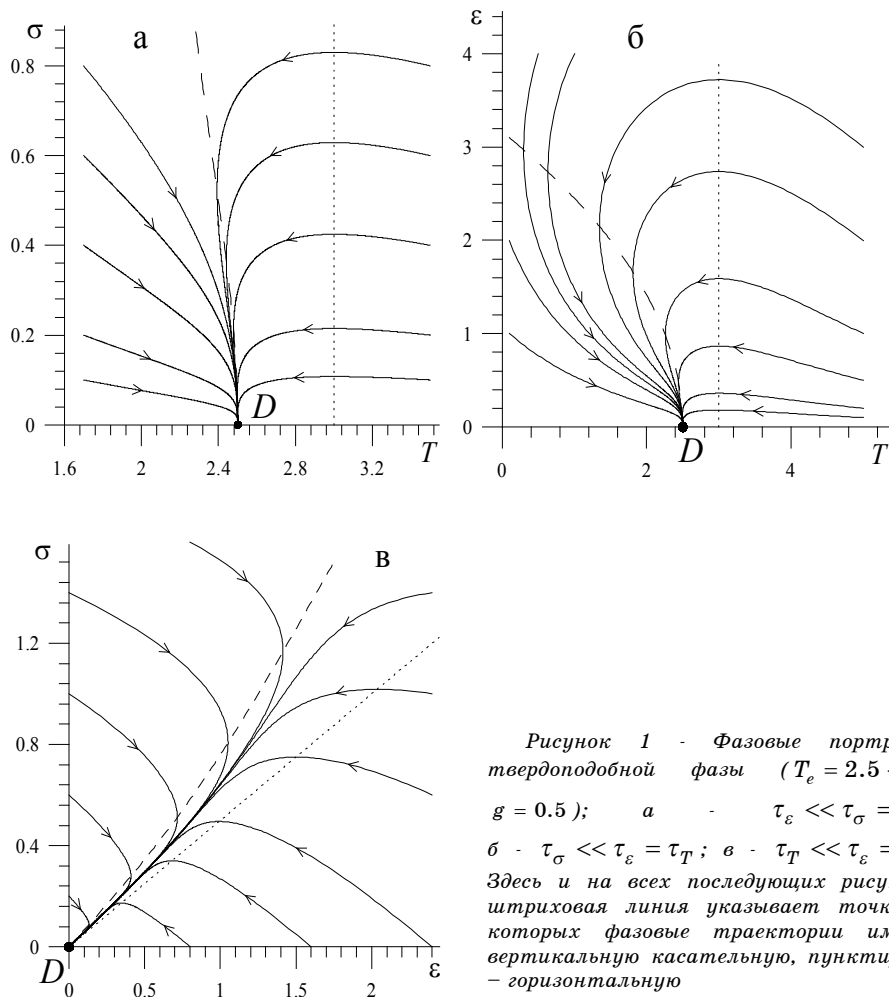 σ
а
0.8
0.6
0.4
0.2
0
D
1.6
2
2.4
2.8
3.2
T
ε
б
4
3
2
1
0
D
0
2
4
T
σ
в
1.2
0.8
0.4
0
D
0
0.5
1
1.5
2
ε
Рисунок 1 - Фазовые портр
твердоподобной фазы ( Tₑ = 2.5
g = 0.5 ); а - τ_ε << τ_σ =
б - τ_σ << τ_ε = τ_T ; в - τ_T << τ_ε =
Здесь и на всех последующих рису
штриховая линия указывает точк
которых фазовые траектории им
вертикальную касательную, пункти
– горизонтальную